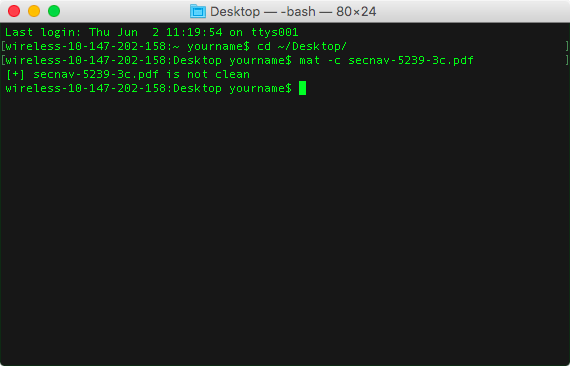 Desktop — -bash — 80×24
Last login: Thu Jun  2 11:19:54 on ttys001
[wireless-10-147-202-158:~ yourname$ cd ~/Desktop/ ]
[wireless-10-147-202-158:Desktop yourname$ mat -c secnav-5239-3c.pdf ]
[+] secnav-5239-3c.pdf is not clean
wireless-10-147-202-158:Desktop yourname$